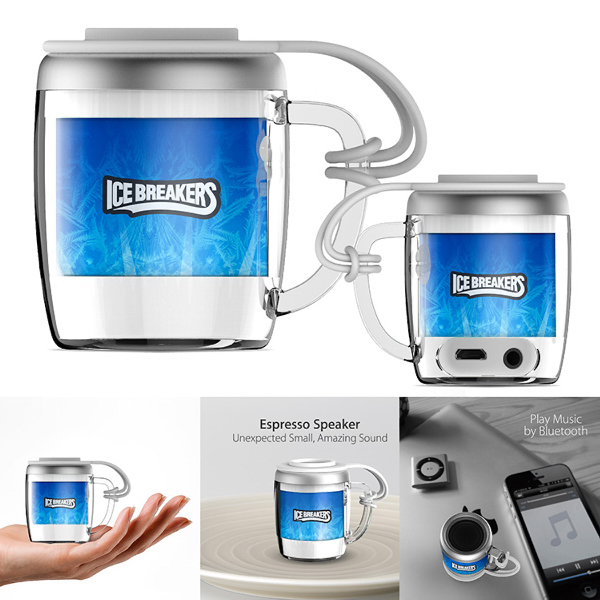 ICE BREAKERS
ICE BREAKERS
ICE BREAKERS
Espresso Speaker
Unexpected Small, Amazing Sound
ICE BREAKERS
Play Music
by Bluetooth
ICE BREAKERS